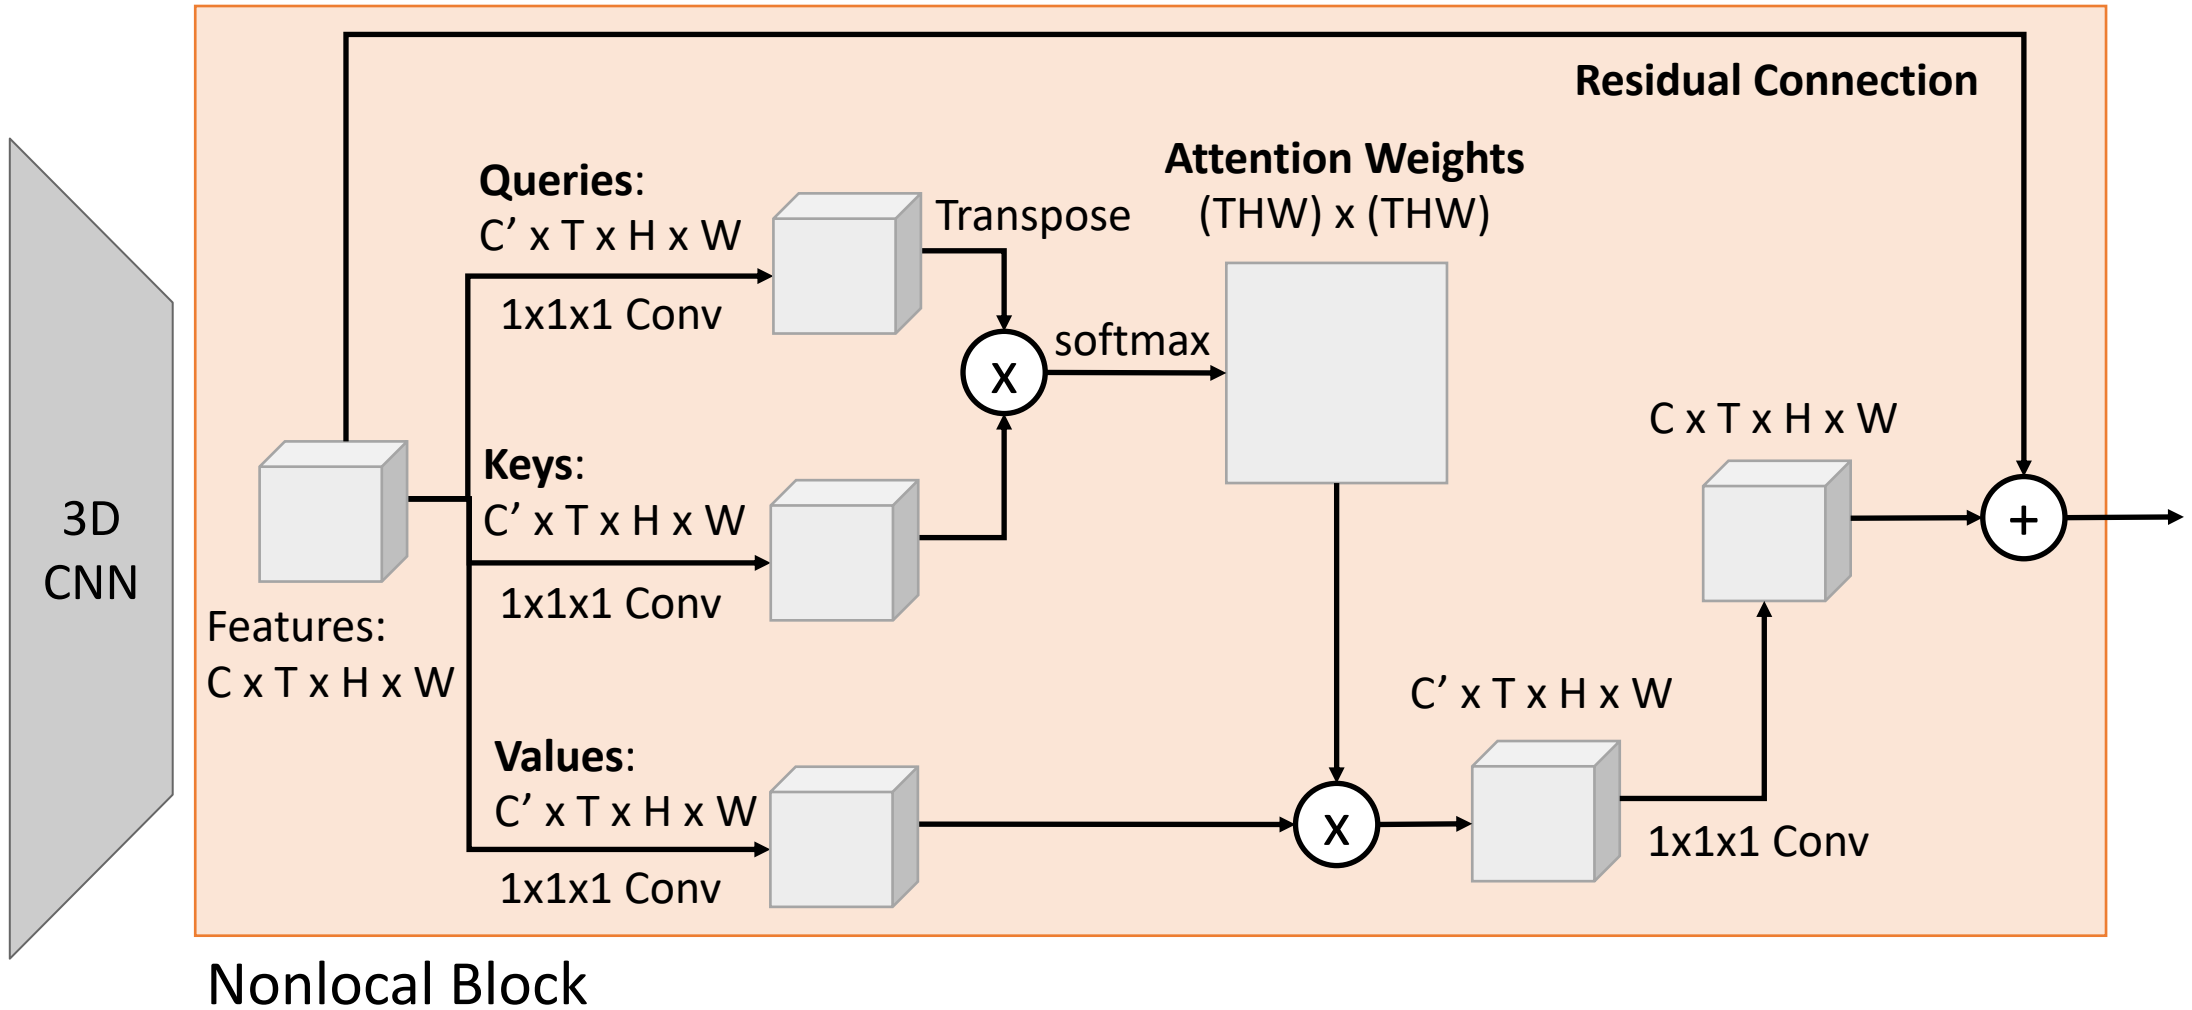 Residual Connection
Attention Weights
(THW) x (THW)
Queries:
C’ x T x H x W
1x1x1 Conv
Transpose
x
softmax
Keys:
C’ x T x H x W
1x1x1 Conv
3D
CNN
Features:
C x T x H x W
Values:
C’ x T x H x W
1x1x1 Conv
x
C’ x T x H x W
1x1x1 Conv
C x T x H x W
+
Nonlocal Block